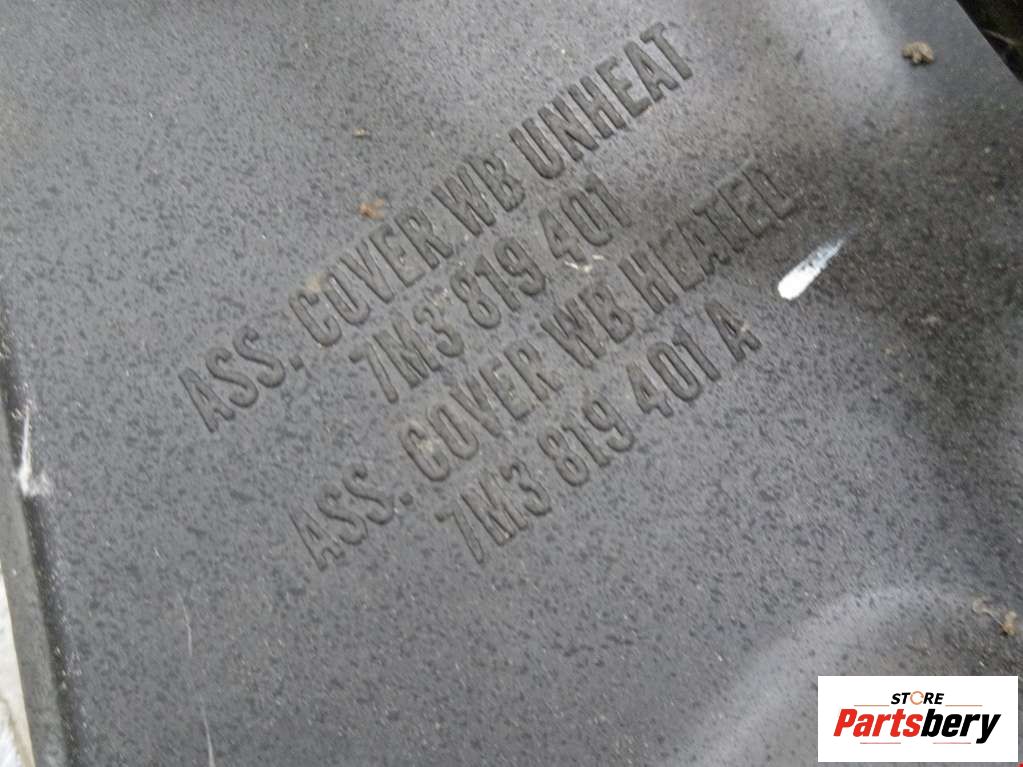 ASS. COVER WB UNHEAT
7M3 819 401
ASS. COVER WB HEATED
7M3 819 401 A
STORE
Partsbery